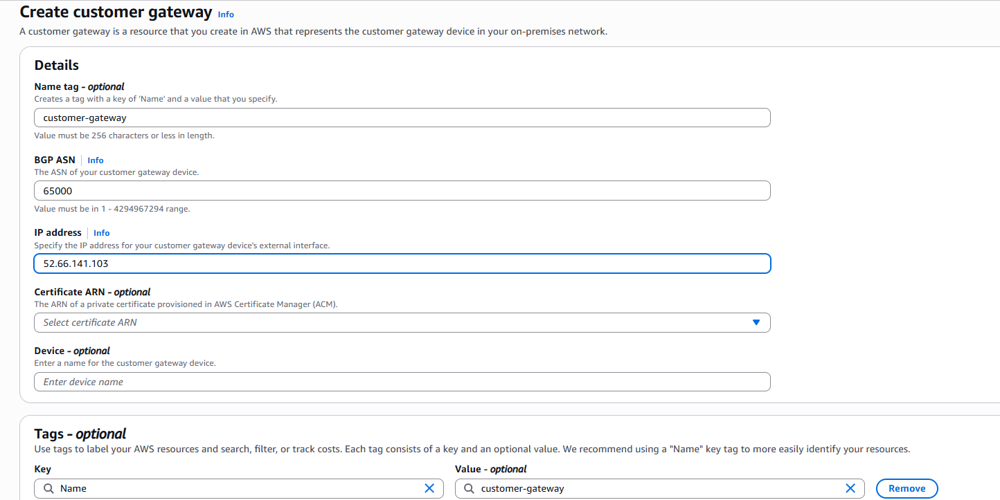 Create customer gateway Info
A customer gateway is a resource that you create in AWS that represents the customer gateway device in your on-premises network.
Details
Name tag - optional
Creates a tag with a key of 'Name' and a value that you specify.
customer-gateway
Value must be 256 characters or less in length.
BGP ASN Info
The ASN of your customer gateway device.
65000
Value must be in 1 - 4294967294 range.
IP address Info
Specify the IP address for your customer gateway device's external interface.
52.66.141.103
Certificate ARN - optional
The ARN of a private certificate provisioned in AWS Certificate Manager (ACM).
Select certificate ARN
Device - optional
Enter a name for the customer gateway device.
Enter device name
Tags - optional
Use tags to label your AWS resources and search, filter, or track costs. Each tag consists of a key and an optional value. We recommend using a "Name" key tag to more easily identify your resources.
Key Value - optional
Name customer-gateway Remove